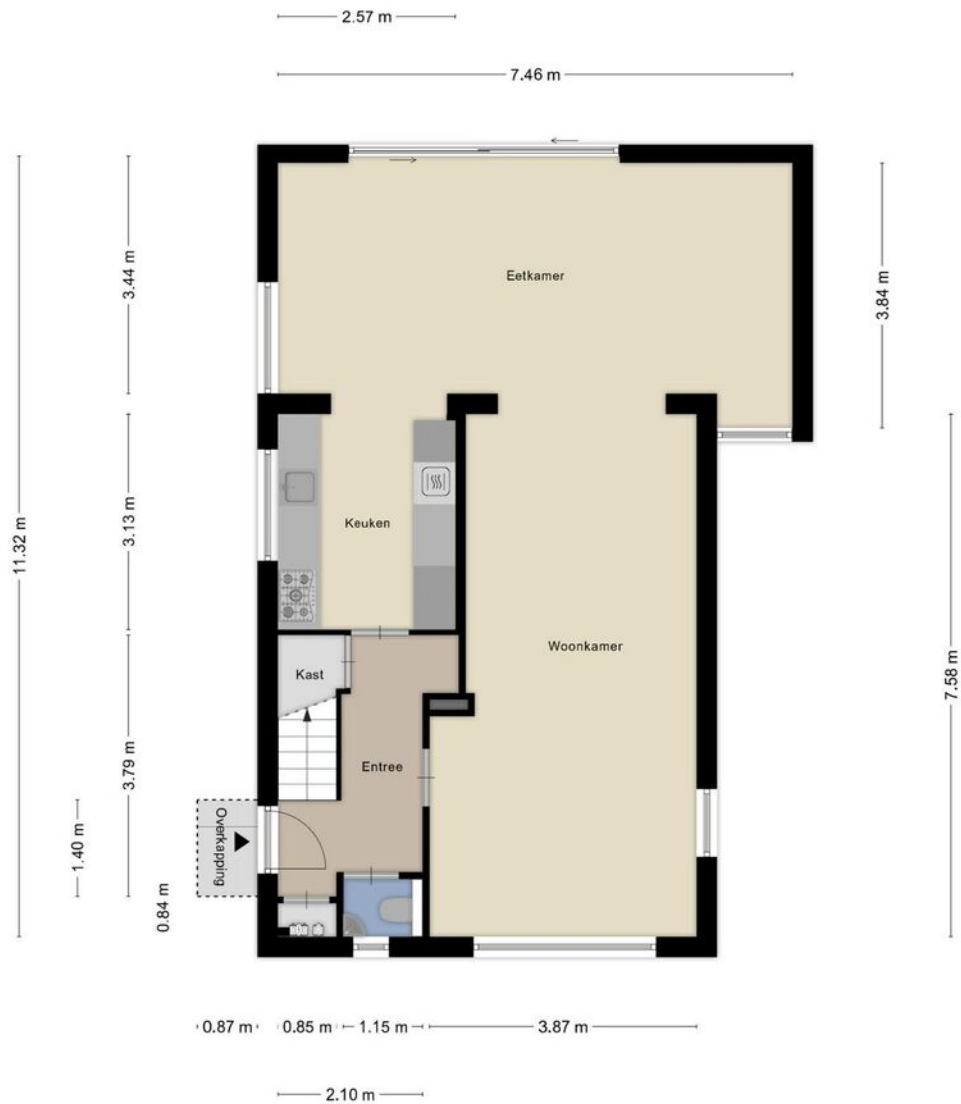 2.57 m
7.46 m
Eetkamer
3.44 m
3.84 m
11.32 m
3.13 m
Keuken
Woonkamer
7.58 m
Kast
3.79 m
Entree
Overkapping
1.40 m
0.84 m
0.87 m
0.85 m
1.15 m
3.87 m
2.10 m